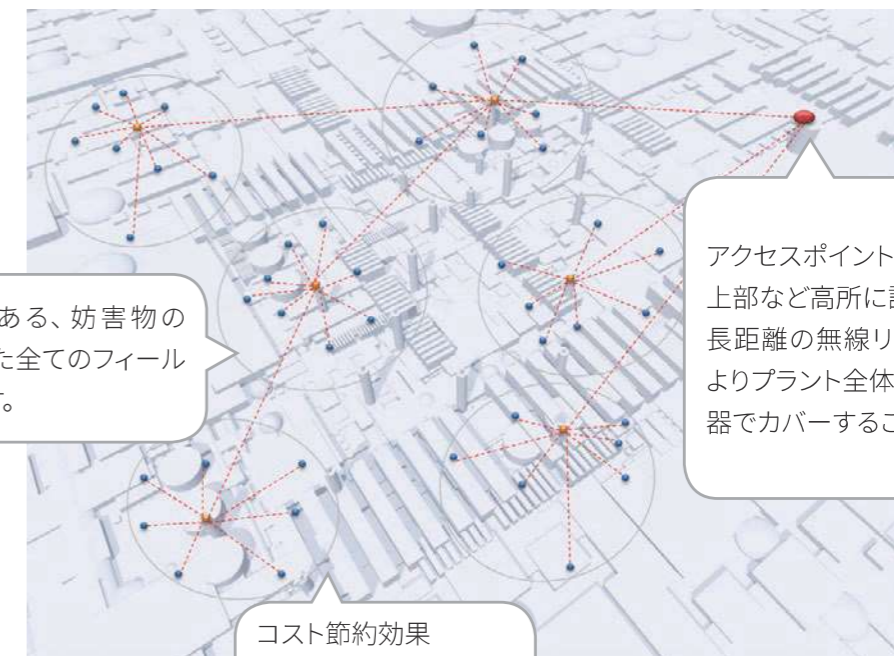 ある、妨害物の
た全てのフィール
す。
アクセスポイント
上部など高所に
長距離の無線リ
よりプラント全体
器でカバーするこ
コスト節約効果